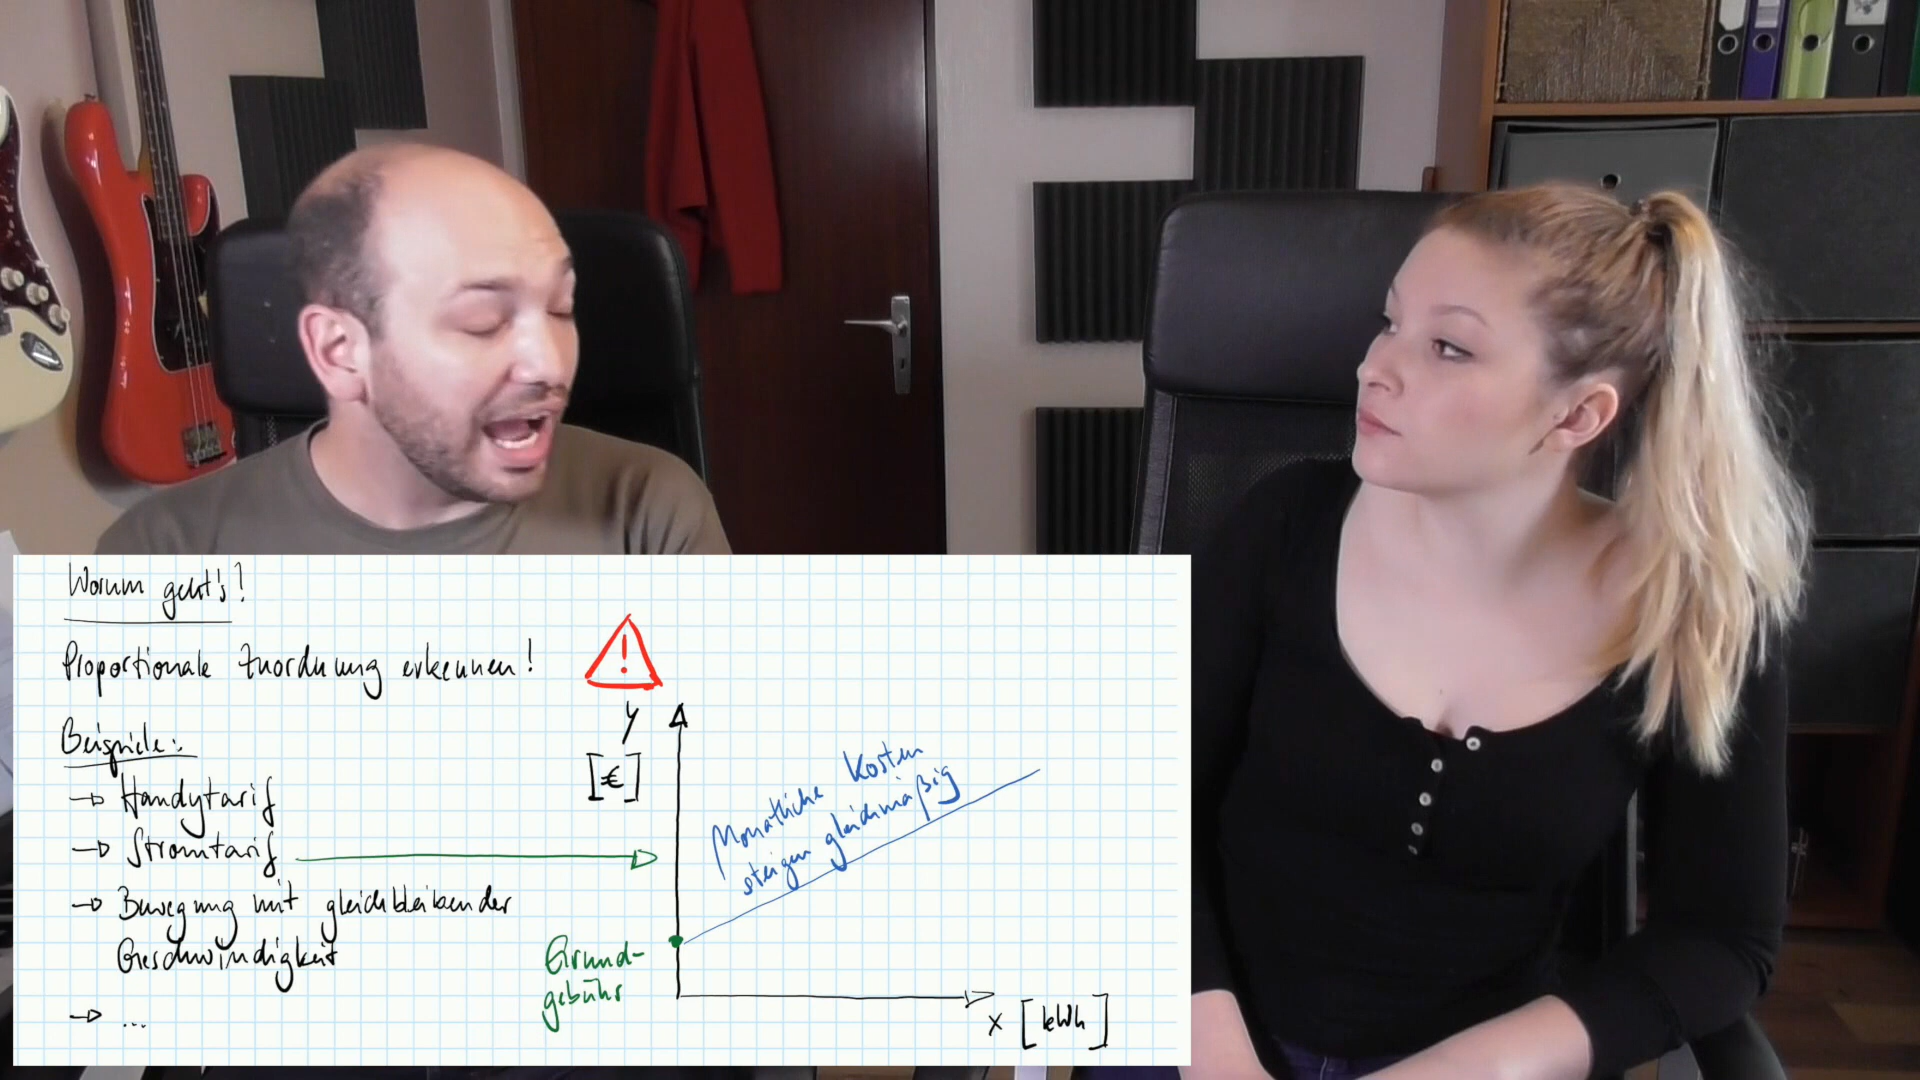 Worum geht's?
Proportionale Zuordnung erkennen!
Beispiele:
→ Handytarif
→ Stromtarif
→ Bewegung mit gleichbleibender
Geschwindigkeit
→ ...
!
y
[€]
Monatliche Kosten
steigen gleichmäßig
Grund-
gebühr
x [kWh]